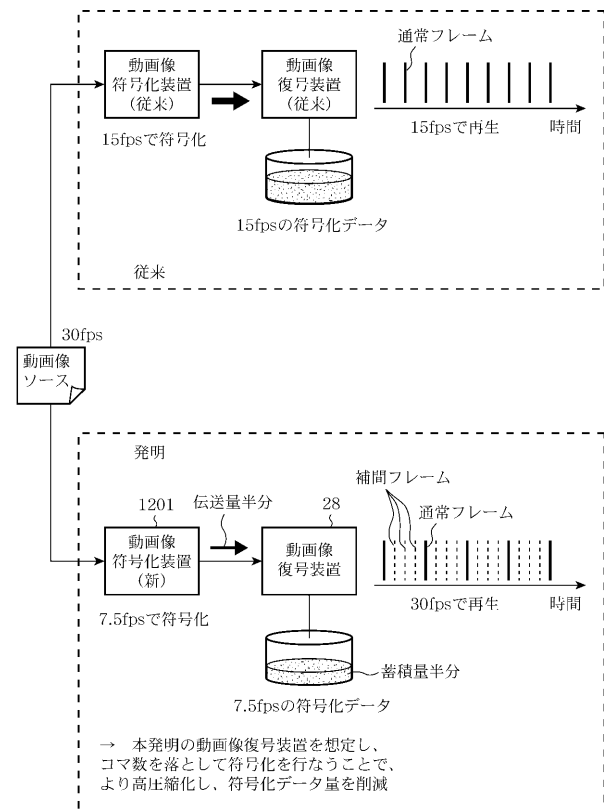 通常フレーム
動画像
符号化装置
(従来)
動画像
復号装置
(従来)
15fpsで符号化
15fpsで再生
時間
15fpsの符号化データ
従来
30fps
動画像
ソース
発明
補間フレーム
1201
伝送量半分
28
通常フレーム
動画像
符号化装置
(新)
動画像
復号装置
7.5fpsで符号化
30fpsで再生
時間
蓄積量半分
7.5fpsの符号化データ
→ 本発明の動画像復号装置を想定し、
コマ数を落として符号化を行なうことで、
より高圧縮化し、符号化データ量を削減